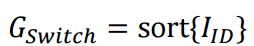 G_Switch = sort{I_ID}